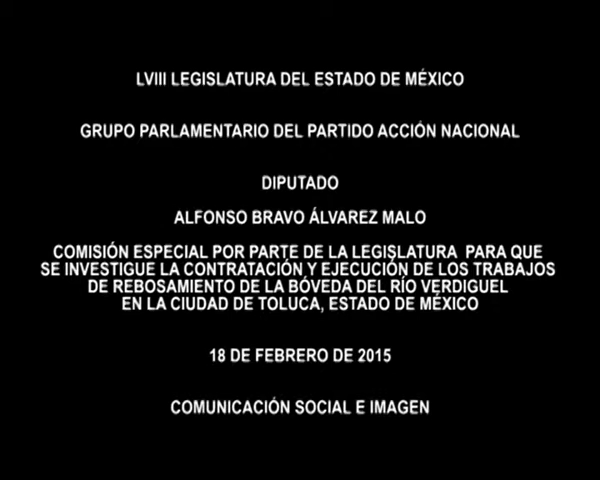 LVIII LEGISLATURA DEL ESTADO DE MÉXICO
GRUPO PARLAMENTARIO DEL PARTIDO ACCIÓN NACIONAL
DIPUTADO
ALFONSO BRAVO ÁLVAREZ MALO
COMISIÓN ESPECIAL POR PARTE DE LA LEGISLATURA PARA QUE
SE INVESTIGUE LA CONTRATACIÓN Y EJECUCIÓN DE LOS TRABAJOS
DE REBOSAMIENTO DE LA BÓVEDA DEL RÍO VERDIGUEL
EN LA CIUDAD DE TOLUCA, ESTADO DE MÉXICO
18 DE FEBRERO DE 2015
COMUNICACIÓN SOCIAL E IMAGEN